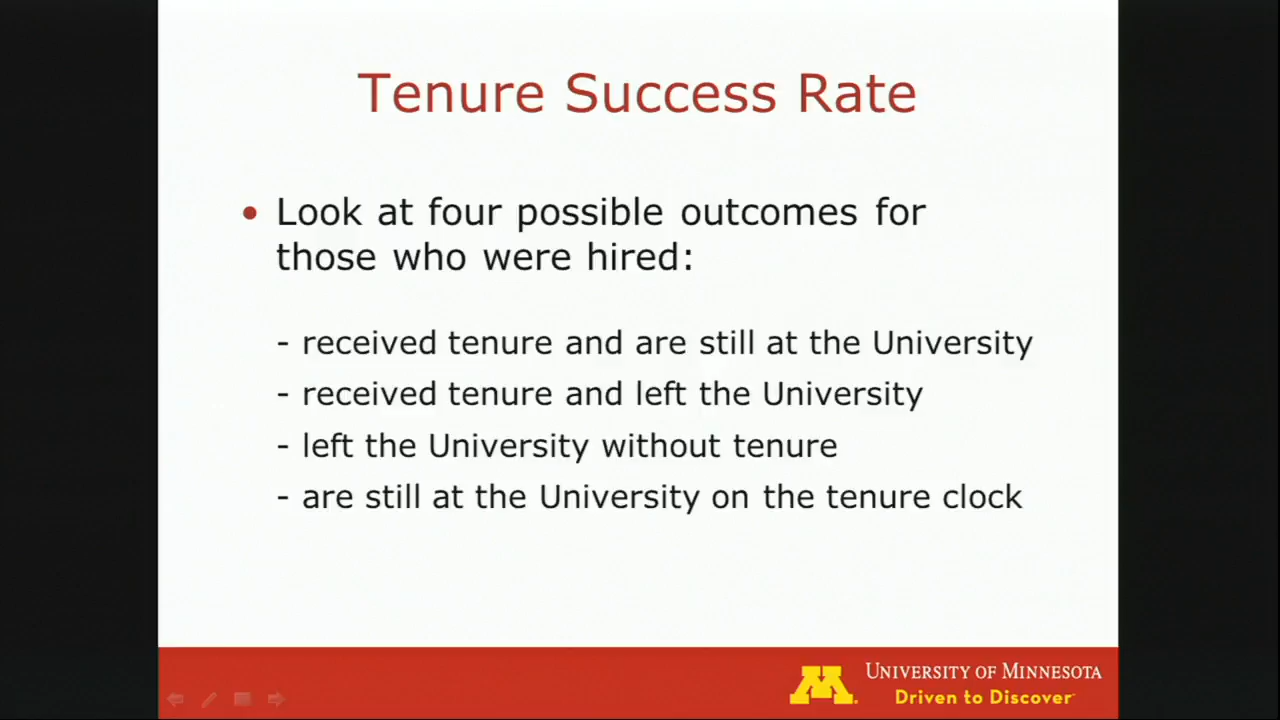 Tenure Success Rate
• Look at four possible outcomes for
those who were hired:
- received tenure and are still at the University
- received tenure and left the University
- left the University without tenure
- are still at the University on the tenure clock
M
UNIVERSITY OF MINNESOTA
Driven to Discover